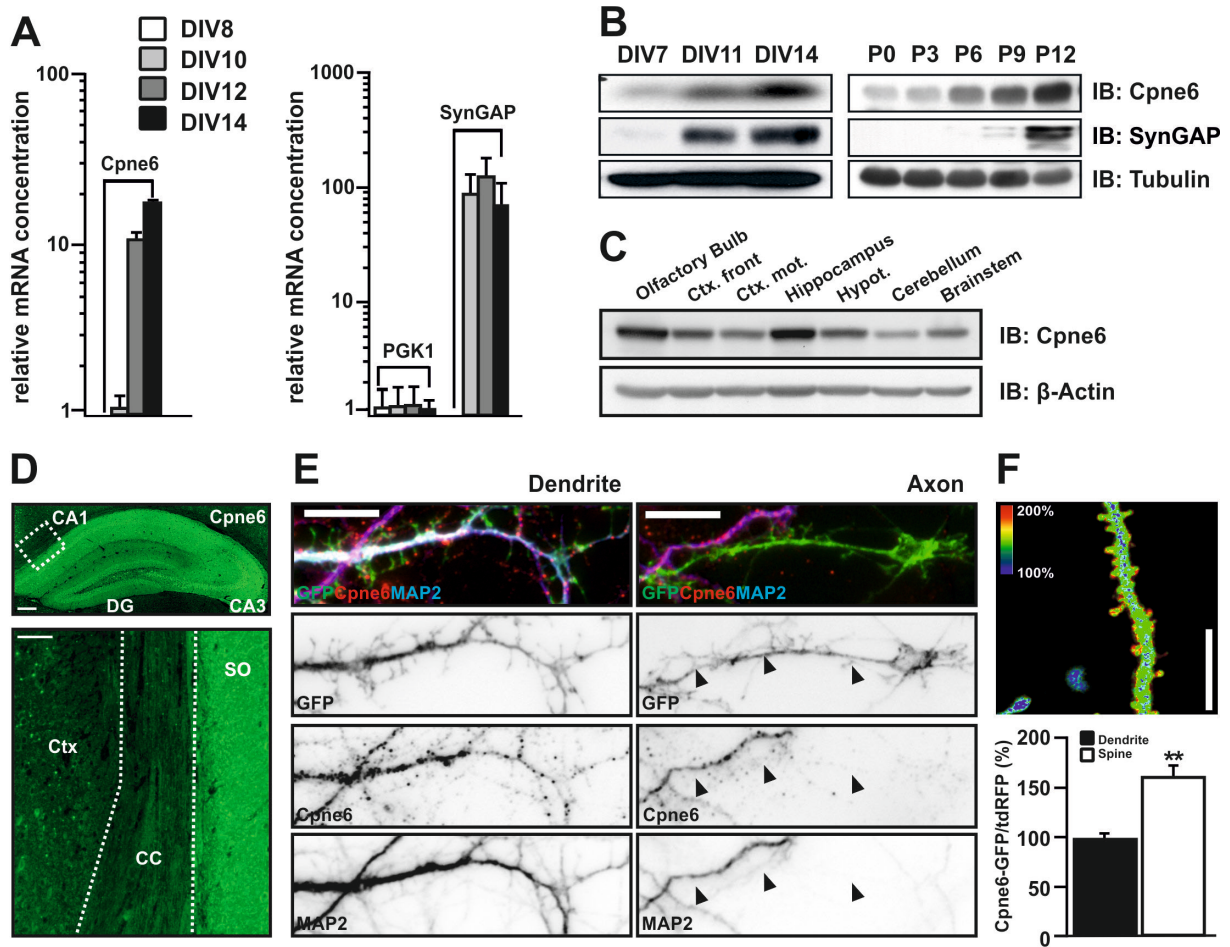 A
DIV8
DIV10
DIV12
DIV14
relative mRNA concentration
100
10
1
Cpne6
relative mRNA concentration
1000
100
10
1
PGK1
SynGAP
B
DIV7 DIV11 DIV14
P0 P3 P6 P9 P12
IB: Cpne6
IB: SynGAP
IB: Tubulin
C
Olfactory Bulb
Ctx. front
Ctx. mot.
Hippocampus
Hypot.
Cerebellum
Brainstem
IB: Cpne6
IB: β-Actin
D
CA1
Cpne6
DG
CA3
Ctx
CC
SO
E
Dendrite
Axon
GFPCpne6MAP2
GFPCpne6MAP2
GFP
GFP
Cpne6
Cpne6
MAP2
MAP2
F
200%
100%
Cpne6-GFP/tdRFP (%)
200
150
100
50
0
Dendrite
Spine
**